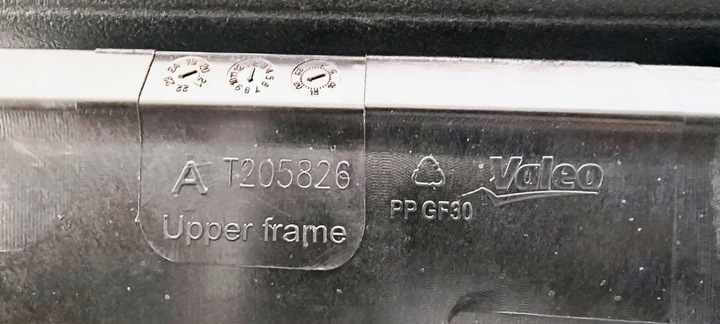 A T205826
Upper frame
PP GF30
Valeo